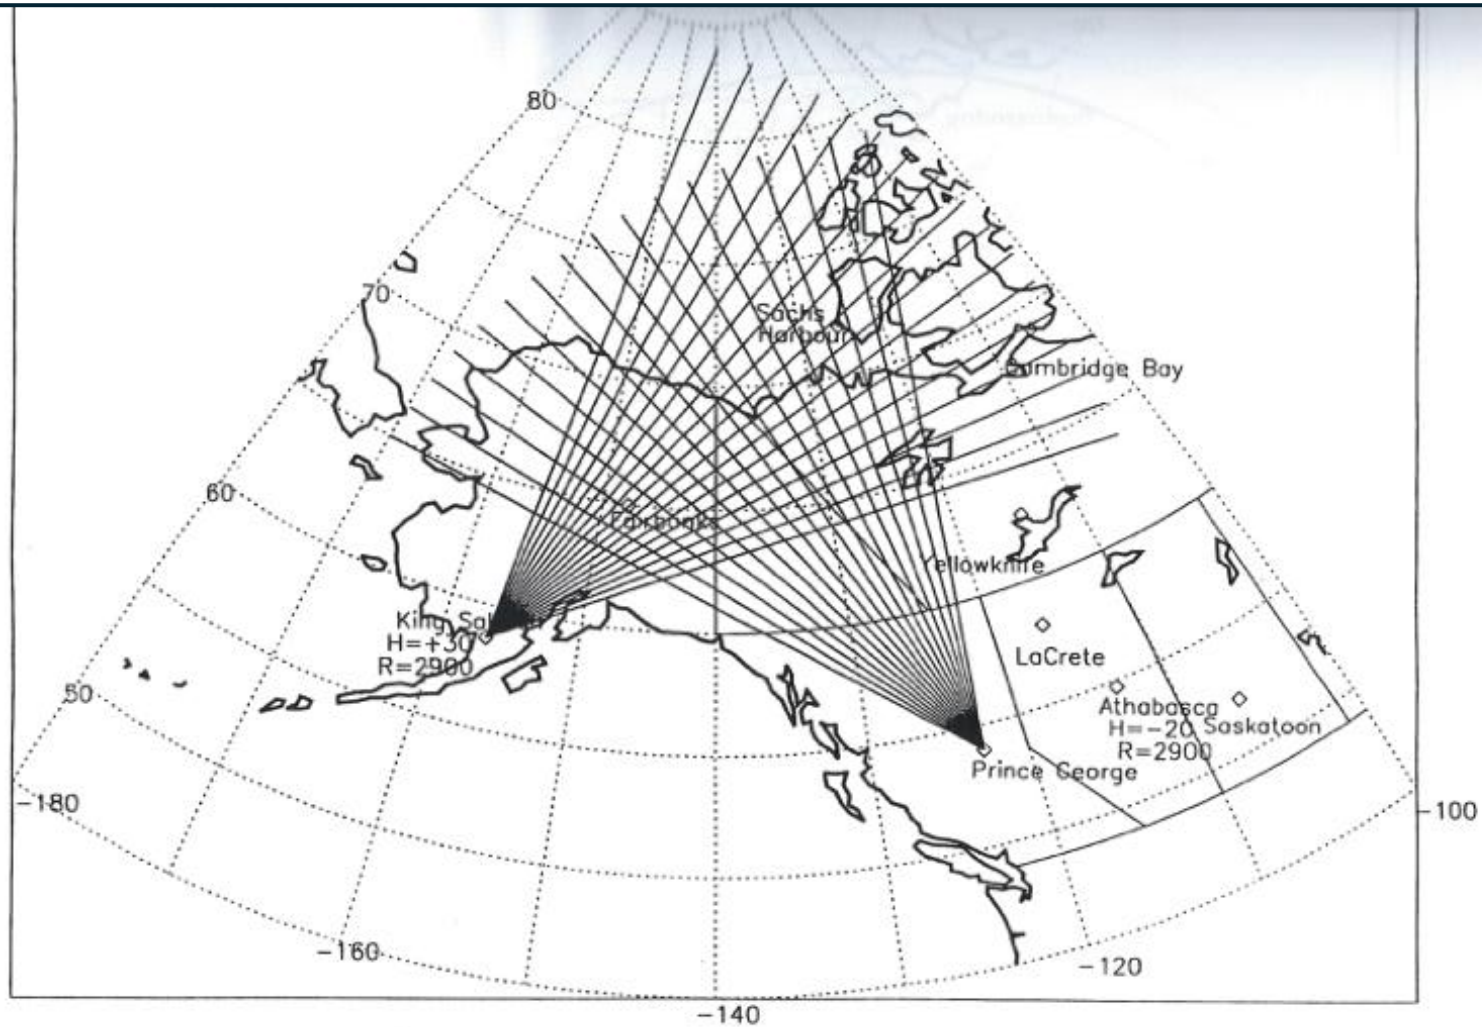 80
70
Sachs
Harbour
Cambridge Bay
60
Fairbanks
Yellowknife
King
H=+30
R=2900
LaCrete
50
Athabasca
H=-20
Saskatoon
R=2900
Prince George
-180
-100
-160
-120
-140